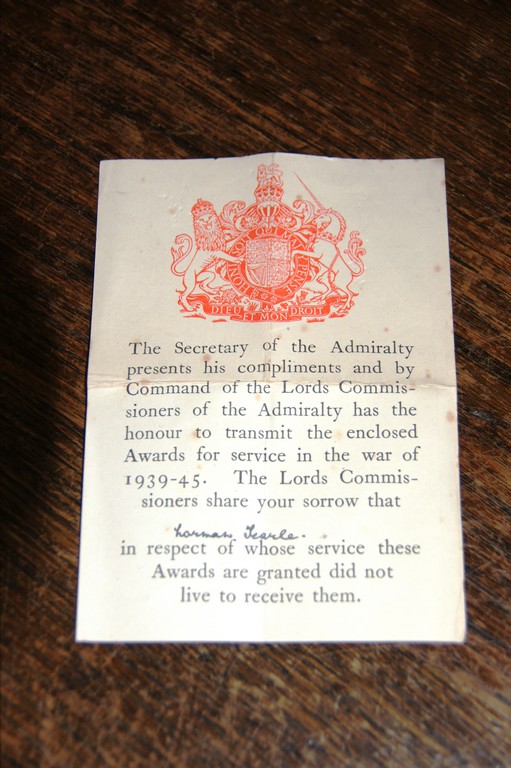 HONI SOIT QUI MAL Y PENSE
DIEU ET MON DROIT
The Secretary of the Admiralty
presents his compliments and by
Command of the Lords Commis-
sioners of the Admiralty has the
honour to transmit the enclosed
Awards for service in the war of
1939-45. The Lords Commis-
sioners share your sorrow that
Norman Searle.
in respect of whose service these
Awards are granted did not
live to receive them.